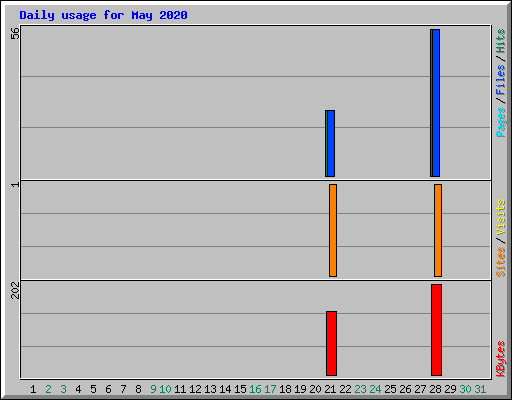 Daily usage for May 2020
56
1
202
Pages / Files / Hits
Sites / Visits
KBytes
1 2 3 4 5 6 7 8 9 10 11 12 13 14 15 16 17 18 19 20 21 22 23 24 25 26 27 28 29 30 31